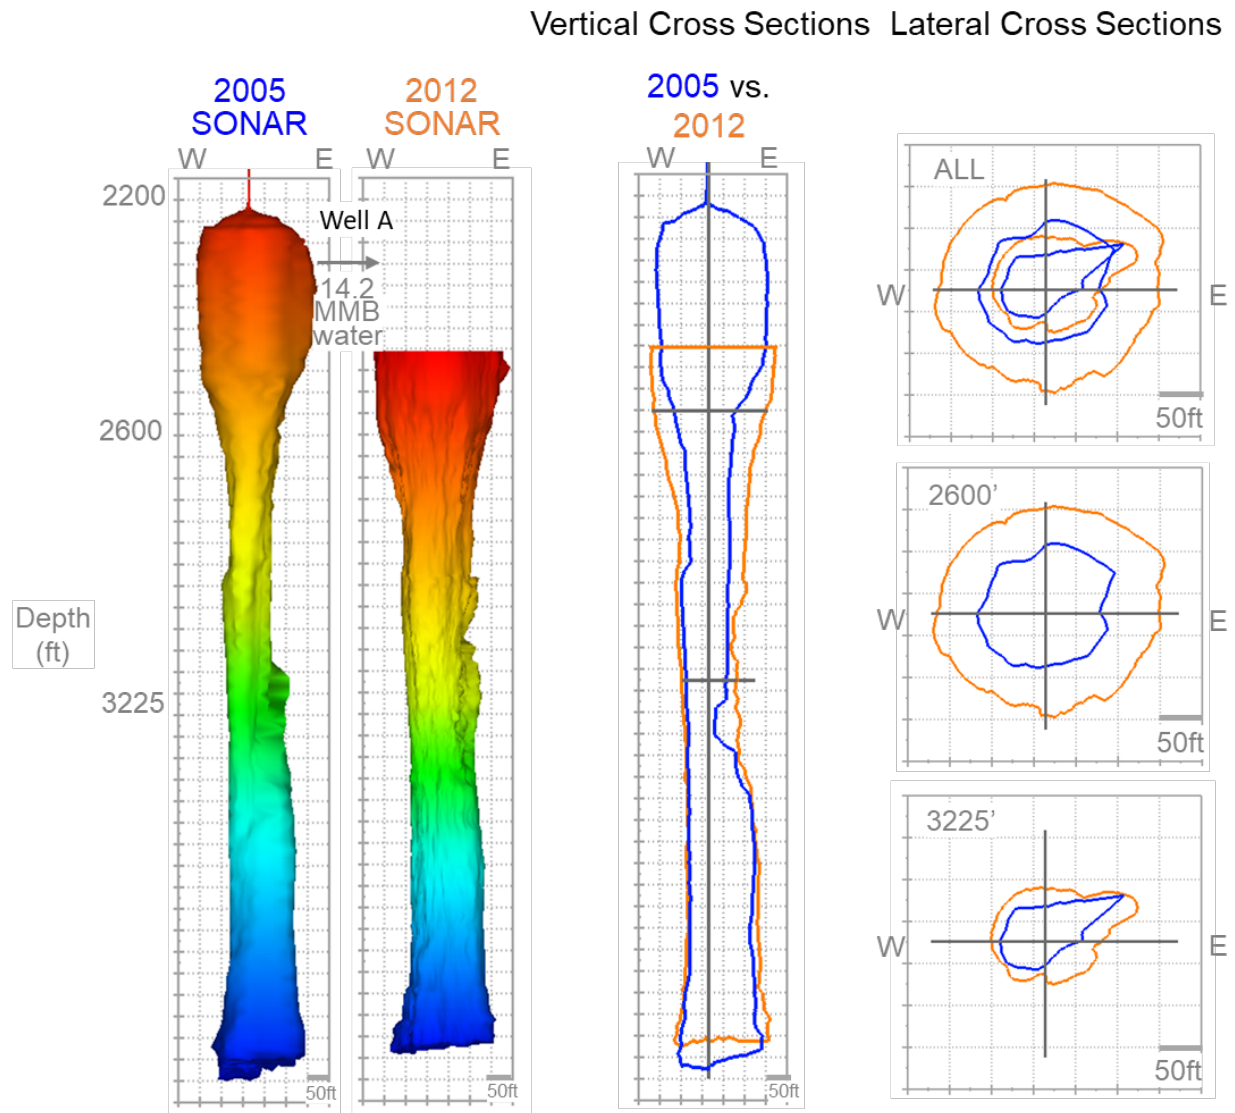 Vertical Cross Sections
Lateral Cross Sections
2005
SONAR
2012
SONAR
2005 vs.
2012
W
E
W
E
W
E
2200
2600
3225
Depth
(ft)
Well A
14.2
MMB
water
50ft
50ft
50ft
ALL
W
E
50ft
2600’
W
E
50ft
3225’
W
E
50ft